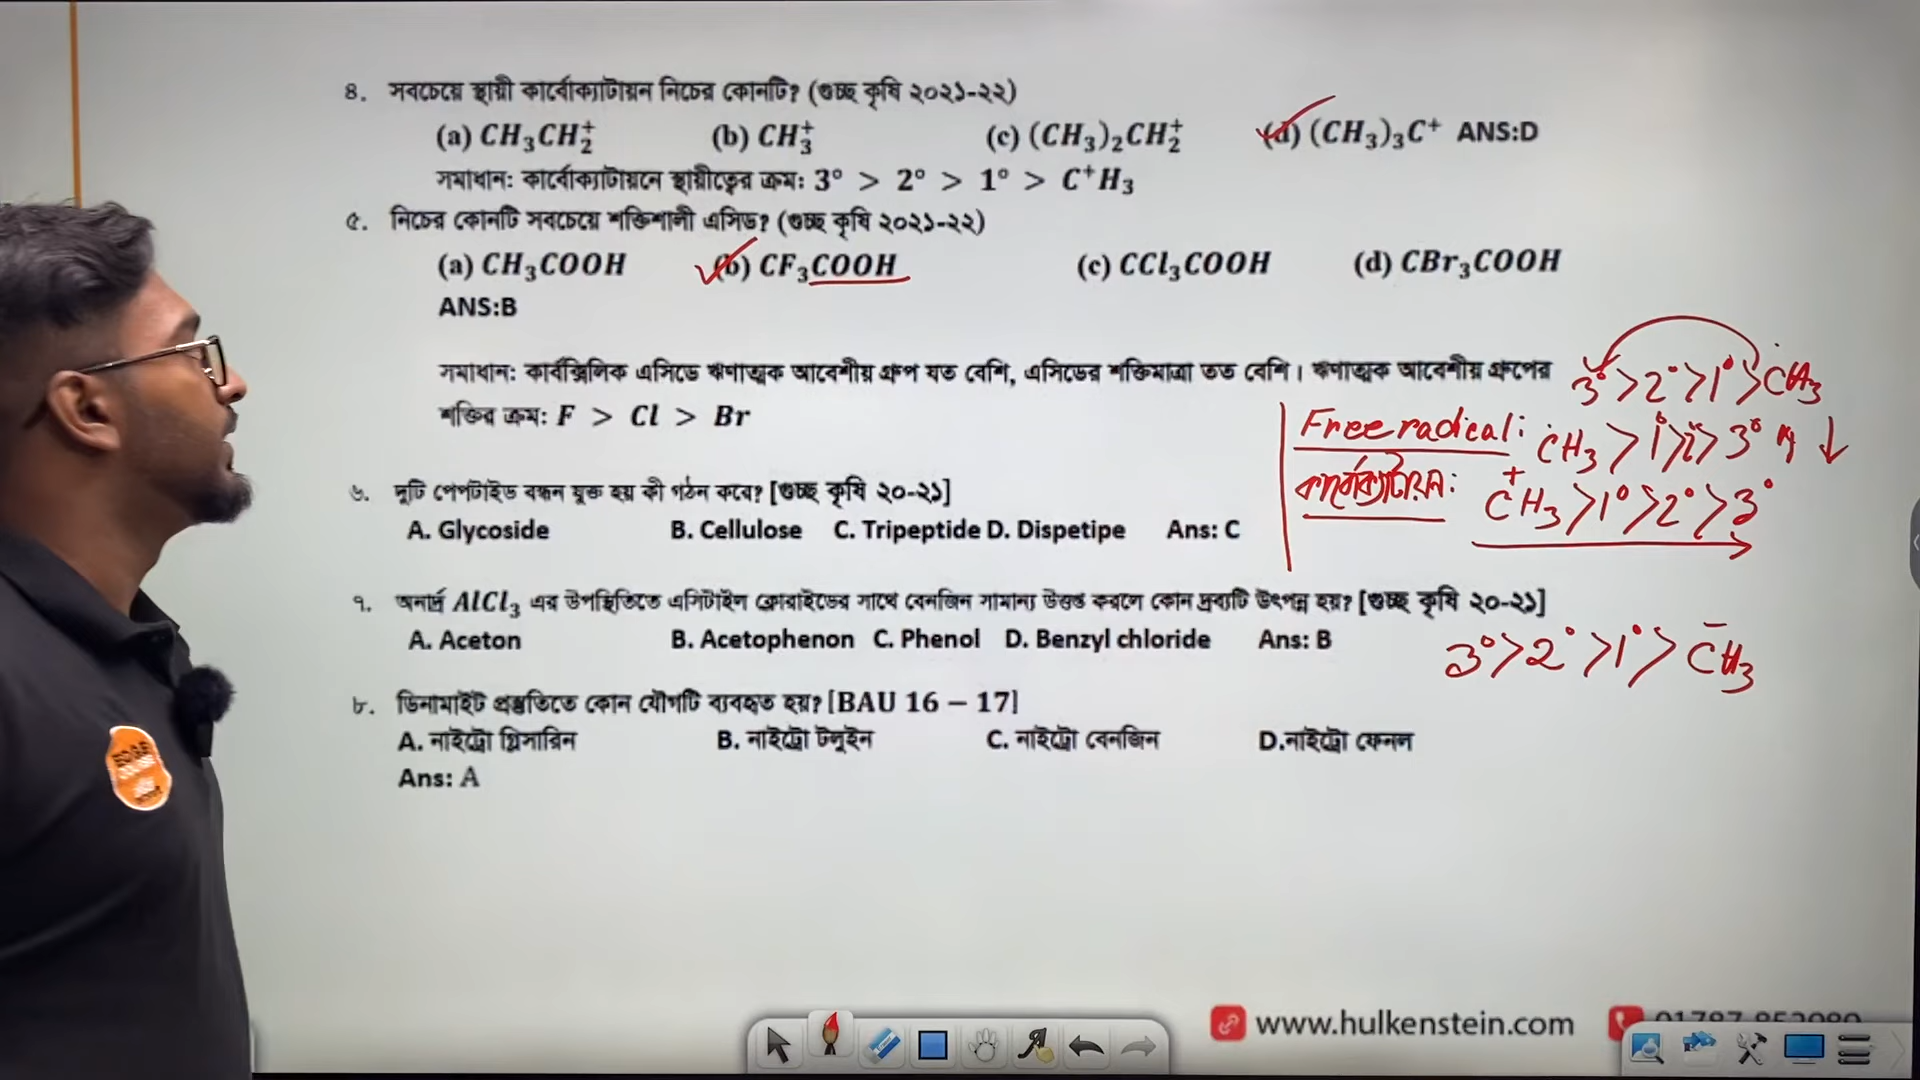 ৪. সবচেয়ে স্থায়ী কার্বোক্যাটায়ন নিচের কোনটি? (গুচ্ছ কৃষি ২০২১-২২)
(a) CH₃CH₂⁺ (b) CH₃⁺ (c) (CH₃)₂CH₂⁺ (d) (CH₃)₃C⁺ ANS:D
সমাধান: কার্বোক্যাটায়নে স্থায়ীত্বের ক্রম: 3° > 2° > 1° > C⁺H₃
৫. নিচের কোনটি সবচেয়ে শক্তিশালী এসিড? (গুচ্ছ কৃষি ২০২১-২২)
(a) CH₃COOH (b) CF₃COOH (c) CCl₃COOH (d) CBr₃COOH
ANS:B
সমাধান: কার্বক্সিলিক এসিডে ঋণাত্মক আবেশীয় গ্রুপ যত বেশি, এসিডের শক্তিমাত্রা তত বেশি। ঋণাত্মক আবেশীয় গ্রুপের
শক্তির ক্রম: F > Cl > Br
3° > 2° > 1° > ĊH₃
Free radical: ĊH₃ > 1° > 2° > 3°
কার্বোক্যাটায়ন: C⁺H₃ > 1° > 2° > 3°
৬. দুটি পেপটাইড বন্ধন যুক্ত হয় কী গঠন করে? [গুচ্ছ কৃষি ২০-২১]
A. Glycoside B. Cellulose C. Tripeptide D. Dispetipe Ans: C
৭. অনার্দ্র AlCl₃ এর উপস্থিতিতে এসিটাইল ক্লোরাইডের সাথে বেনজিন সামান্য উত্তপ্ত করলে কোন দ্রব্যটি উৎপন্ন হয়? [গুচ্ছ কৃষি ২০-২১]
A. Aceton B. Acetophenon C. Phenol D. Benzyl chloride Ans: B
3° > 2° > 1° > C̄H₃
৮. ডিনামাইট প্রস্তুতিতে কোন যৌগটি ব্যবহৃত হয়? [BAU 16 – 17]
A. নাইট্রো গ্লিসারিন B. নাইট্রো টলুইন C. নাইট্রো বেনজিন D.নাইট্রো ফেনল
Ans: A
www.hulkenstein.com